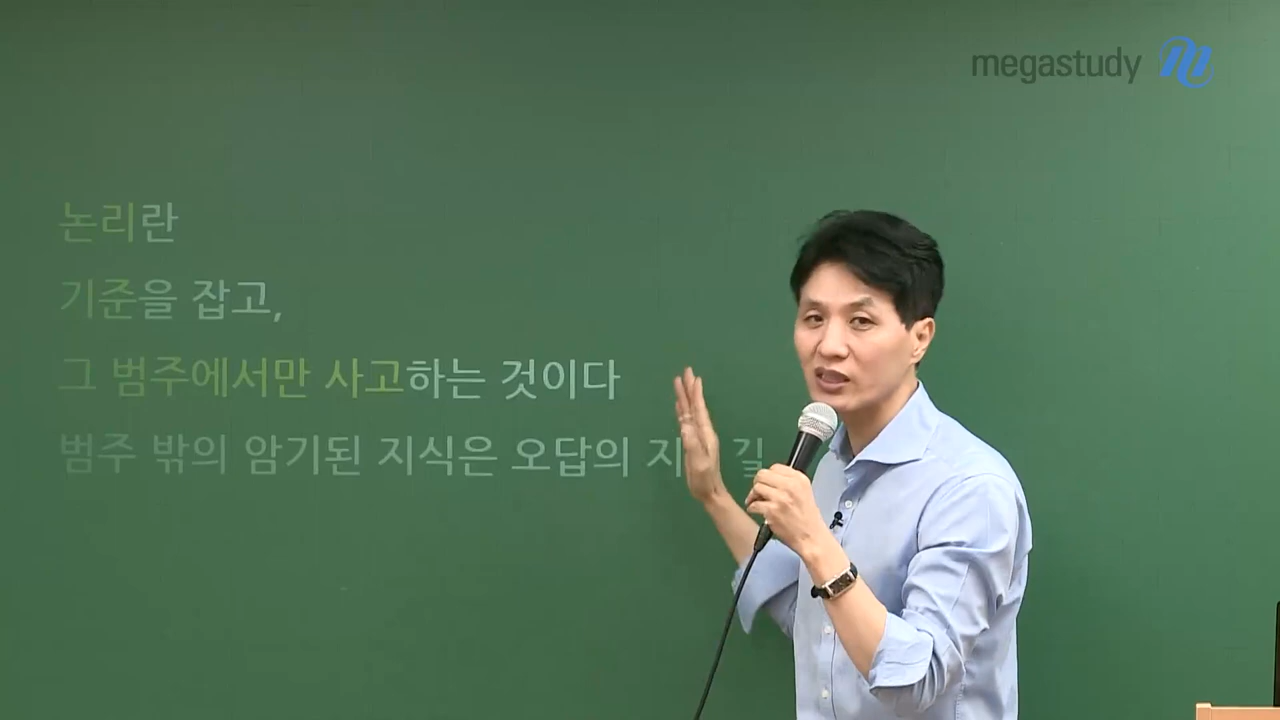 megastudy
논리란
기준을 잡고,
그 범주에서만 사고하는 것이다
범주 밖의 암기된 지식은 오답의 길